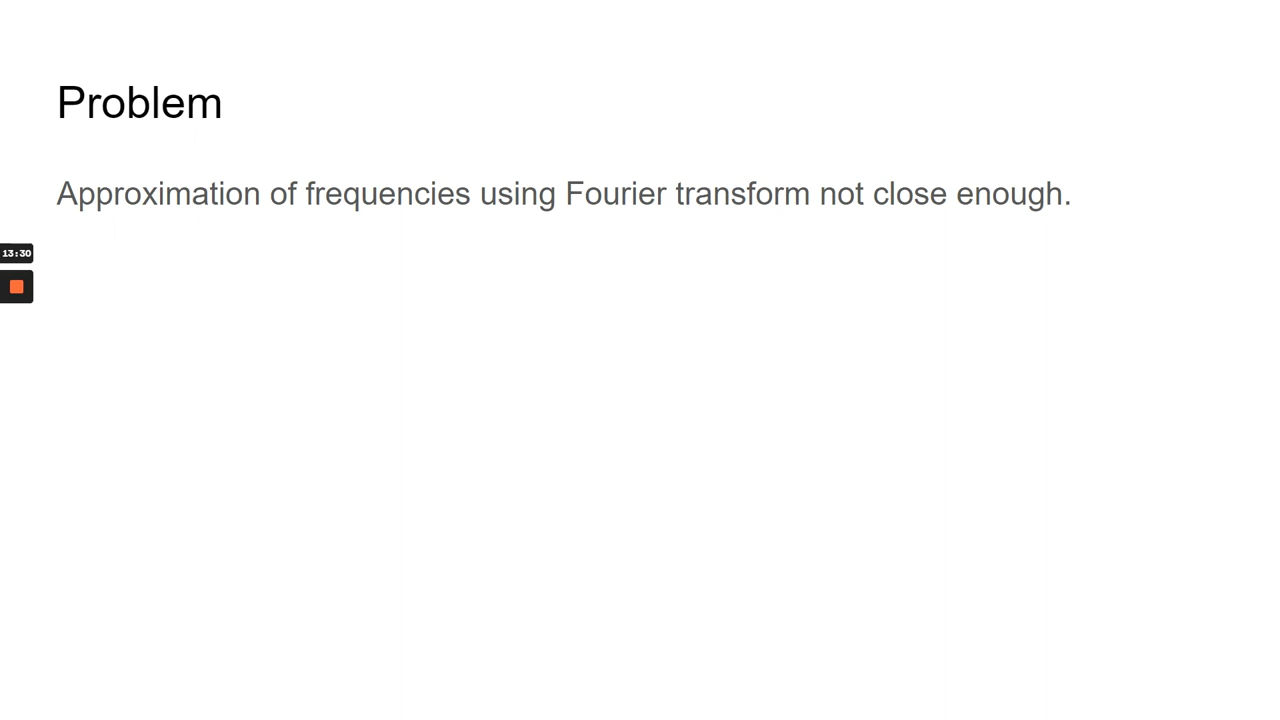 Problem
Approximation of frequencies using Fourier transform not close enough.
13:30